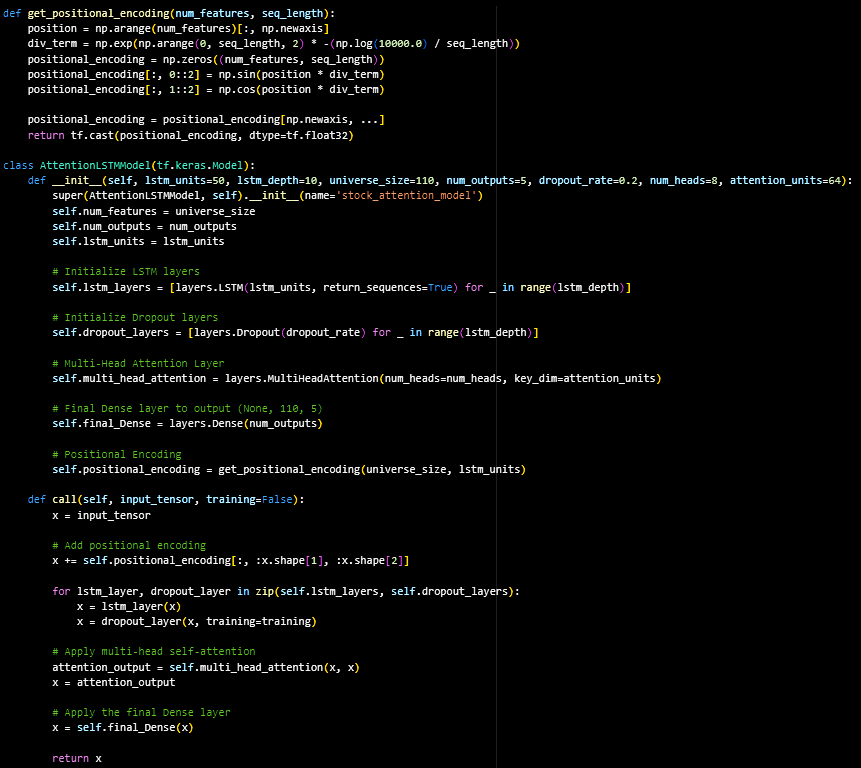 def get_positional_encoding(num_features, seq_length):
    position = np.arange(num_features)[:, np.newaxis]
    div_term = np.exp(np.arange(0, seq_length, 2) * -(np.log(10000.0) / seq_length))
    positional_encoding = np.zeros((num_features, seq_length))
    positional_encoding[:, 0::2] = np.sin(position * div_term)
    positional_encoding[:, 1::2] = np.cos(position * div_term)

    positional_encoding = positional_encoding[np.newaxis, ...]
    return tf.cast(positional_encoding, dtype=tf.float32)

class AttentionLSTMModel(tf.keras.Model):
    def __init__(self, lstm_units=50, lstm_depth=10, universe_size=110, num_outputs=5, dropout_rate=0.2, num_heads=8, attention_units=64):
        super(AttentionLSTMModel, self).__init__(name='stock_attention_model')
        self.num_features = universe_size
        self.num_outputs = num_outputs
        self.lstm_units = lstm_units

        # Initialize LSTM layers
        self.lstm_layers = [layers.LSTM(lstm_units, return_sequences=True) for _ in range(lstm_depth)]

        # Initialize Dropout layers
        self.dropout_layers = [layers.Dropout(dropout_rate) for _ in range(lstm_depth)]

        # Multi-Head Attention Layer
        self.multi_head_attention = layers.MultiHeadAttention(num_heads=num_heads, key_dim=attention_units)

        # Final Dense layer to output (None, 110, 5)
        self.final_Dense = layers.Dense(num_outputs)

        # Positional Encoding
        self.positional_encoding = get_positional_encoding(universe_size, lstm_units)

    def call(self, input_tensor, training=False):
        x = input_tensor

        # Add positional encoding
        x += self.positional_encoding[:, :x.shape[1], :x.shape[2]]

        for lstm_layer, dropout_layer in zip(self.lstm_layers, self.dropout_layers):
            x = lstm_layer(x)
            x = dropout_layer(x, training=training)

        # Apply multi-head self-attention
        attention_output = self.multi_head_attention(x, x)
        x = attention_output

        # Apply the final Dense layer
        x = self.final_Dense(x)

        return x